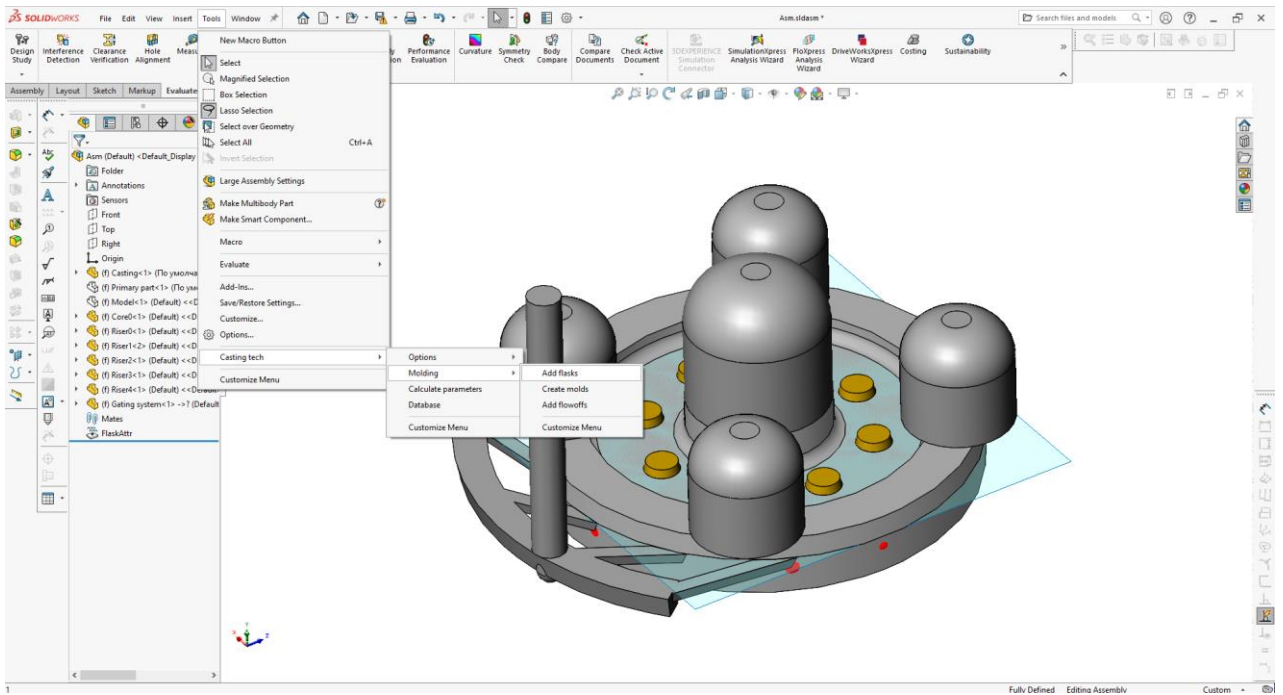 SOLIDWORKS File Edit View Insert Tools Window
Asm.sldasm *
Search files and models
Design Study
Interference Detection
Clearance Verification
Hole Alignment
Performance Evaluation
Curvature
Symmetry Check
Body Compare
Compare Documents
Check Active Document
3DEXPERIENCE Simulation Connector
SimulationXpress Analysis Wizard
FloXpress Analysis Wizard
DriveWorksXpress Wizard
Costing
Sustainability
Layout Sketch Markup
New Macro Button
Select
Magnified Selection
Box Selection
Lasso Selection
Select over Geometry
Select All Ctrl+A
Invert Selection
Large Assembly Settings
Make Multibody Part
Make Smart Component...
Macro
Evaluate
Add-Ins...
Save/Restore Settings...
Customize...
Options...
Casting tech
Customize Menu
Options
Molding
Calculate parameters
Database
Customize Menu
Add flasks
Create molds
Add flowoffs
Customize Menu
Asm (Default) <Default_Display
Folder
Annotations
Sensors
Front
Top
Right
Origin
(f) Casting<1> (По умолча
(f) Primary part<1> (По ум
(f) Model<1> (Default) <<D
(f) Core0<1> (Default) <<D
(f) Riser0<1> (Default) <<D
(f) Riser1<2> (Default) <<D
(f) Riser2<1> (Default) <<D
(f) Riser3<1> (Default) <<D
(f) Riser4<1> (Default) <<Default
(f) Gating system<1> ->? (Default
Mates
FlaskAttr
X
Y
Z
1
Fully Defined Editing Assembly Custom